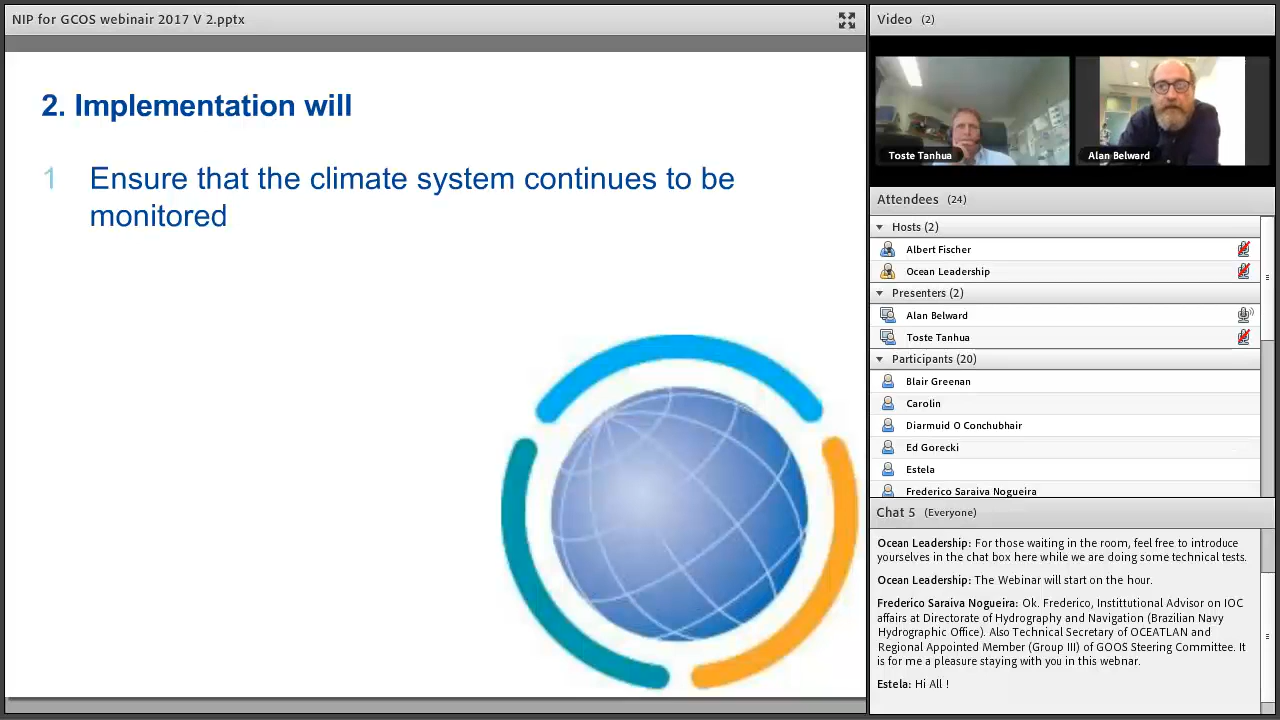 NIP for GCOS webinair 2017 V 2.pptx
2. Implementation will
1 Ensure that the climate system continues to be
monitored
Video (2)
Toste Tanhua
Alan Belward
Attendees (24)
Hosts (2)
Albert Fischer
Ocean Leadership
Presenters (2)
Alan Belward
Toste Tanhua
Participants (20)
Blair Greenan
Carolin
Diarmuid O Conchubhair
Ed Gorecki
Estela
Frederico Saraiva Nogueira
Chat 5 (Everyone)
Ocean Leadership: For those waiting in the room, feel free to introduce
yourselves in the chat box here while we are doing some technical tests.
Ocean Leadership: The Webinar will start on the hour.
Frederico Saraiva Nogueira: Ok. Frederico, Instittutional Advisor on IOC
affairs at Directorate of Hydrography and Navigation (Brazilian Navy
Hydrographic Office). Also Technical Secretary of OCEATLAN and
Regional Appointed Member (Group III) of GOOS Steering Committee. It
is for me a pleasure staying with you in this webnar.
Estela: Hi All !